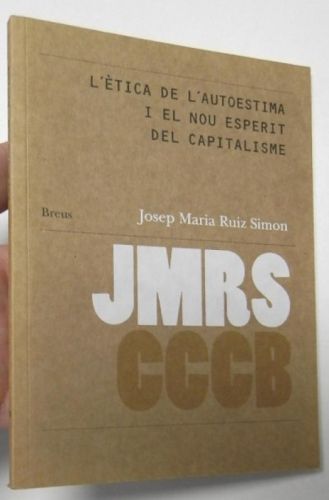 L'ÈTICA DE L'AUTOESTIMA
I EL NOU ESPERIT
DEL CAPITALISME
Breus
Josep Maria Ruiz Simon
JMRS
CCCB